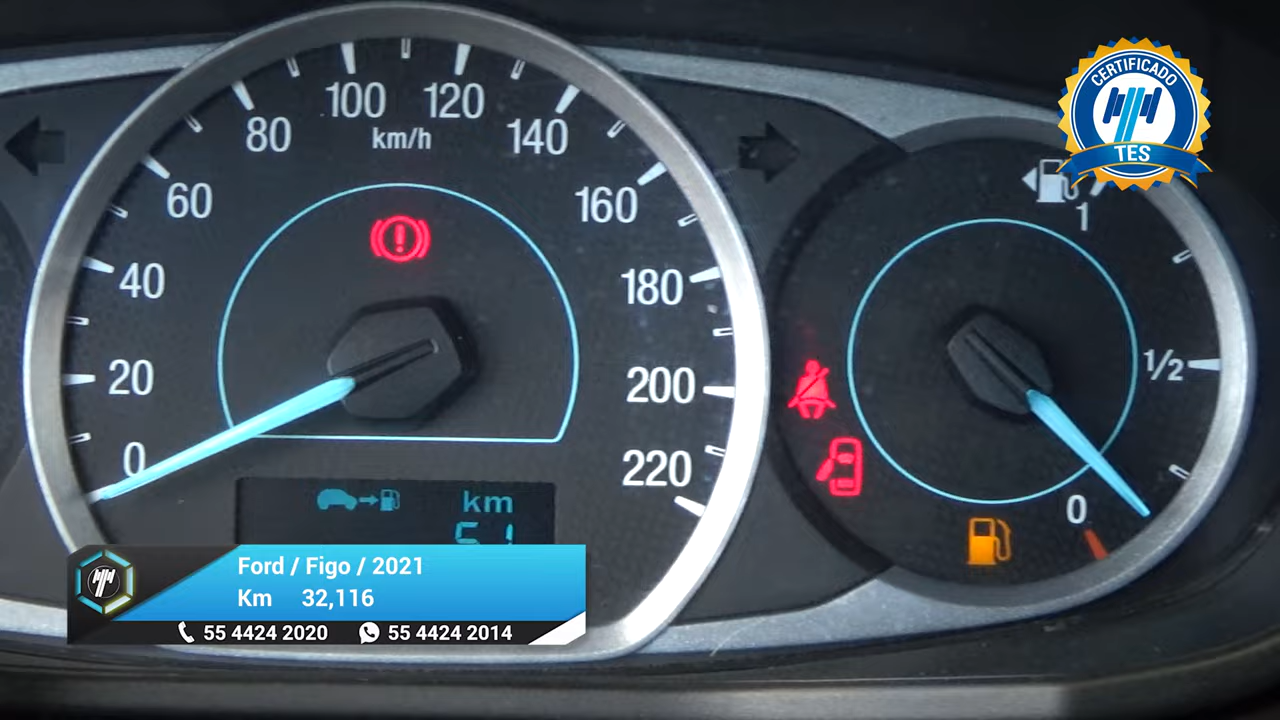 CERTIFICADO
TES
0
20
40
60
80
100
120
140
160
180
200
220
km/h
1
1/2
0
km
51
Ford / Figo / 2021
Km 32,116
55 4424 2020 55 4424 2014